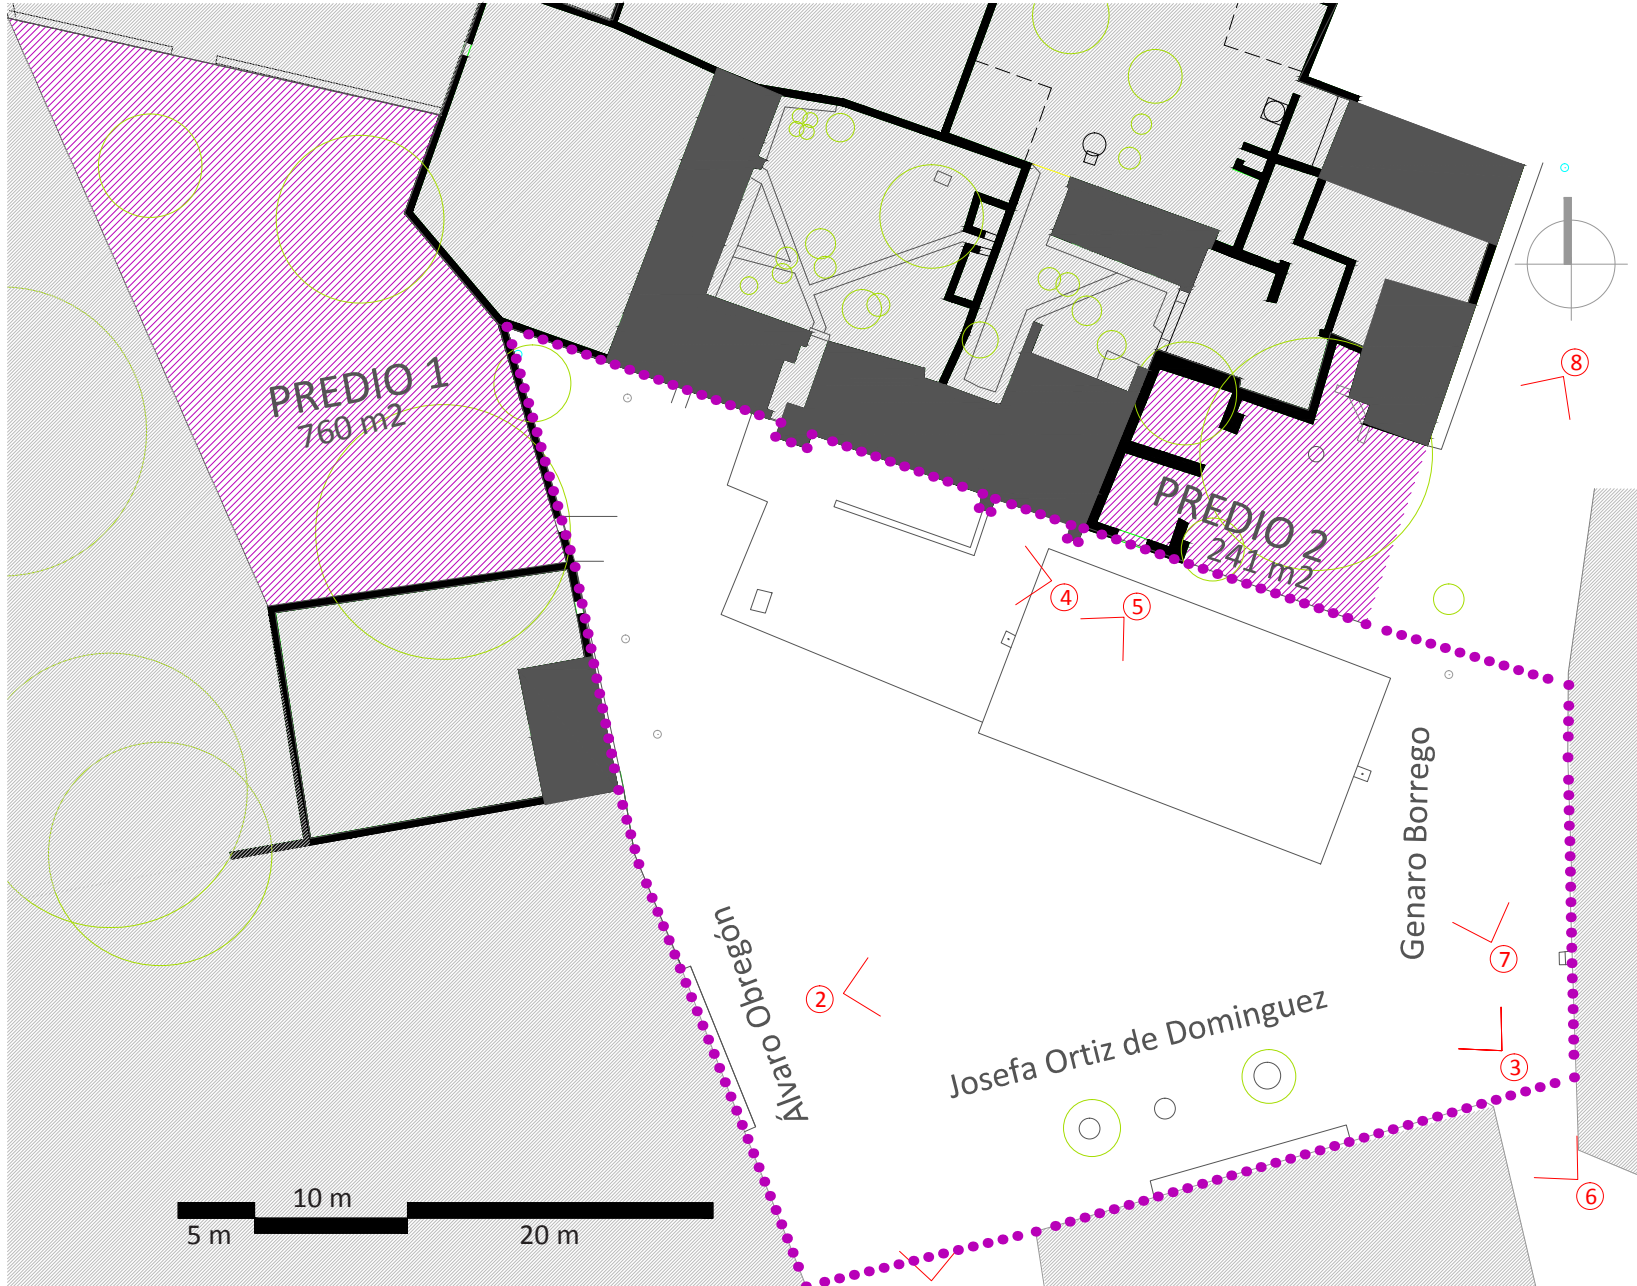 PREDIO 1
760 m2
8
PREDIO 2
241 m2
4
5
Genaro Borrego
Álvaro Obregón
2
7
Josefa Ortiz de Dominguez
3
10 m
5 m
20 m
6